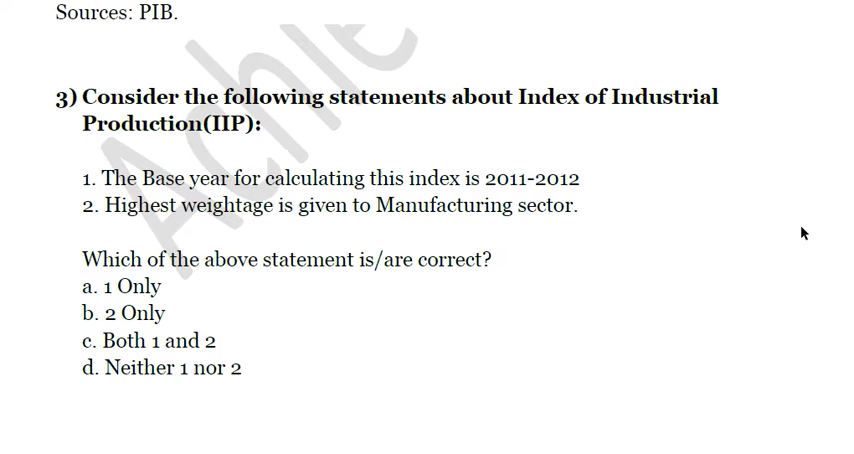 Sources: PIB.
3) Consider the following statements about Index of Industrial
Production(IIP):
1. The Base year for calculating this index is 2011-2012
2. Highest weightage is given to Manufacturing sector.
Which of the above statement is/are correct?
a. 1 Only
b. 2 Only
c. Both 1 and 2
d. Neither 1 nor 2